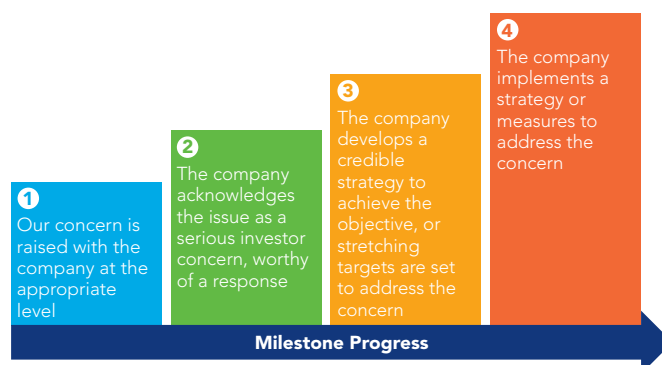 1
Our concern is
raised with the
company at the
appropriate
level
2
The company
acknowledges
the issue as a
serious investor
concern, worthy
of a response
3
The company
develops a
credible
strategy to
achieve the
objective, or
stretching
targets are set
to address the
concern
4
The company
implements a
strategy or
measures to
address the
concern
Milestone Progress